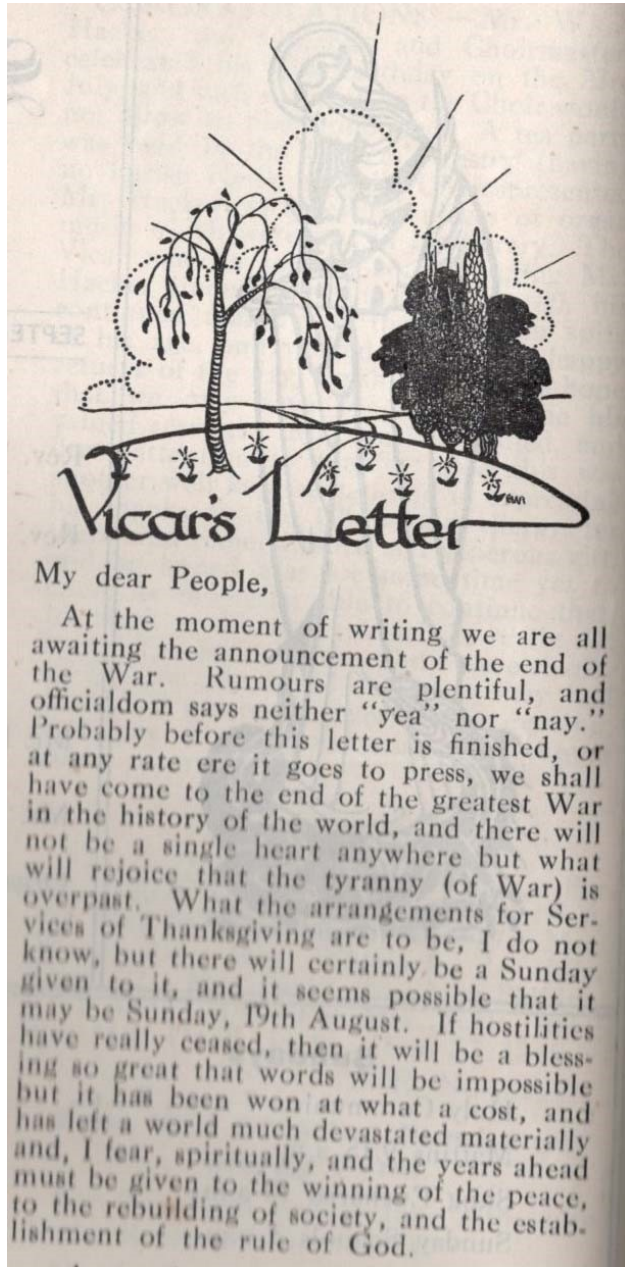 Vicar's Letter
My dear People,
At the moment of writing we are all
awaiting the announcement of the end of
the War. Rumours are plentiful, and
officialdom says neither "yea" nor "nay."
Probably before this letter is finished, or
at any rate ere it goes to press, we shall
have come to the end of the greatest War
in the history of the world, and there will
not be a single heart anywhere but what
will rejoice that the tyranny (of War) is
overpast. What the arrangements for Ser-
vices of Thanksgiving are to be, I do not
know, but there will certainly be a Sunday
given to it, and it seems possible that it
may be Sunday, 19th August. If hostilities
have really ceased, then it will be a bless-
ing so great that words will be impossible
but it has been won at what a cost, and
has left a world much devastated materially
and, I fear, spiritually, and the years ahead
must be given to the winning of the peace,
to the rebuilding of society, and the estab-
lishment of the rule of God.